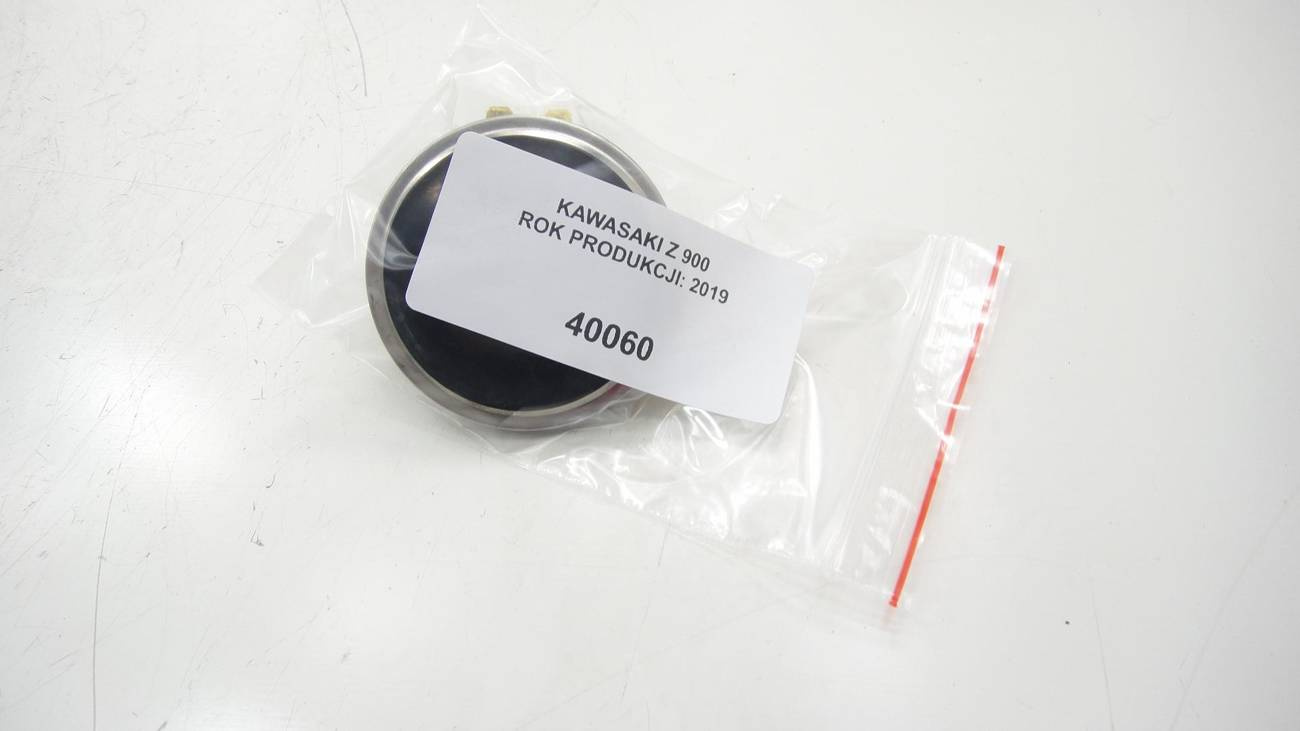 KAWASAKI Z 900
ROK PRODUKCJI: 2019
40060